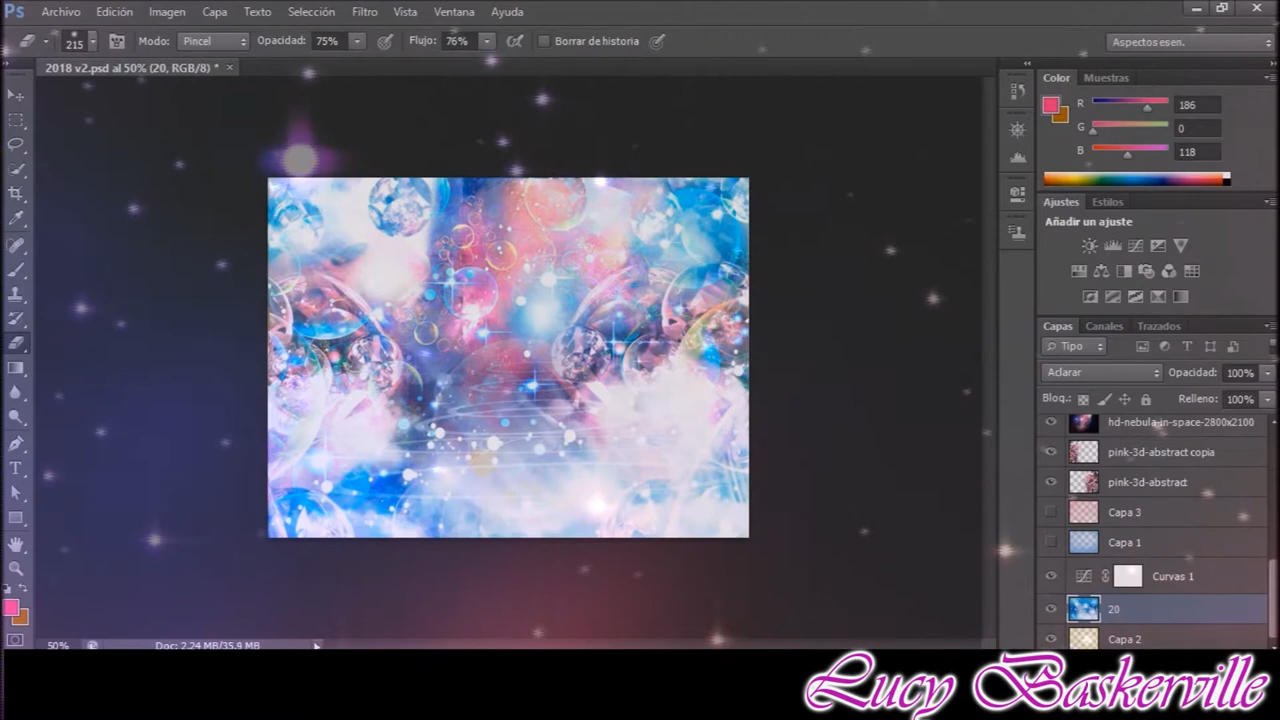 Ps Archivo Edición Imagen Capa Texto Selección Filtro Vista Ventana Ayuda
215 Modo: Pincel Opacidad: 75% Flujo: 76% Borrar de historia Aspectos esen.
2018 v2.psd al 50% (20, RGB/8) * ×
Color Muestras
R 186
G 0
B 118
Ajustes Estilos
Añadir un ajuste
Capas Canales Trazados
Tipo
Aclarar Opacidad: 100%
Bloq.: Relleno: 100%
hd-nebula-in-space-2800x2100
pink-3d-abstract copia
pink-3d-abstract
Capa 3
Capa 1
Curvas 1
20
Capa 2
50% Doc: 2.24 MB/35.9 MB
Lucy Baskerville